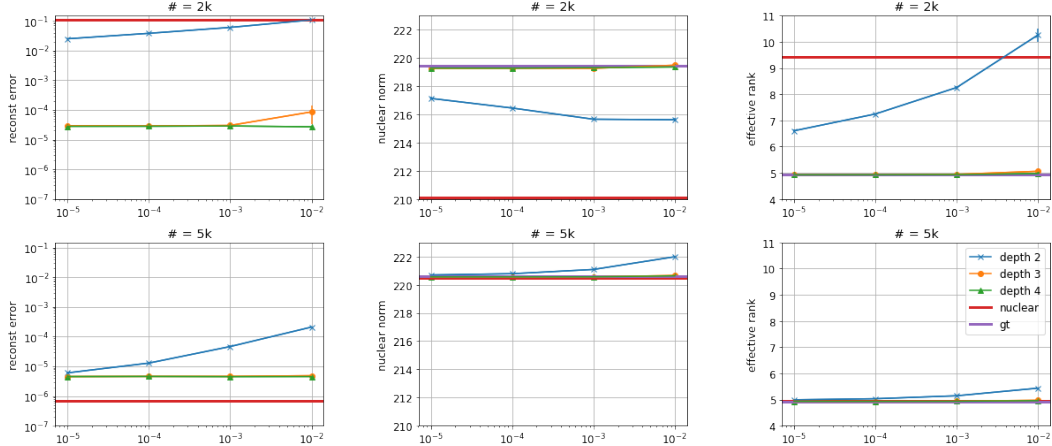 # = 2k
reconst error
10⁻¹
10⁻²
10⁻³
10⁻⁴
10⁻⁵
10⁻⁶
10⁻⁷
10⁻⁵ 10⁻⁴ 10⁻³ 10⁻²
# = 2k
nuclear norm
222
220
218
216
214
212
210
10⁻⁵ 10⁻⁴ 10⁻³ 10⁻²
# = 2k
effective rank
11
10
9
8
7
6
5
4
10⁻⁵ 10⁻⁴ 10⁻³ 10⁻²
# = 5k
reconst error
10⁻¹
10⁻²
10⁻³
10⁻⁴
10⁻⁵
10⁻⁶
10⁻⁷
10⁻⁵ 10⁻⁴ 10⁻³ 10⁻²
# = 5k
nuclear norm
222
220
218
216
214
212
210
10⁻⁵ 10⁻⁴ 10⁻³ 10⁻²
# = 5k
effective rank
11
10
9
8
7
6
5
4
10⁻⁵ 10⁻⁴ 10⁻³ 10⁻²
depth 2
depth 3
depth 4
nuclear
gt